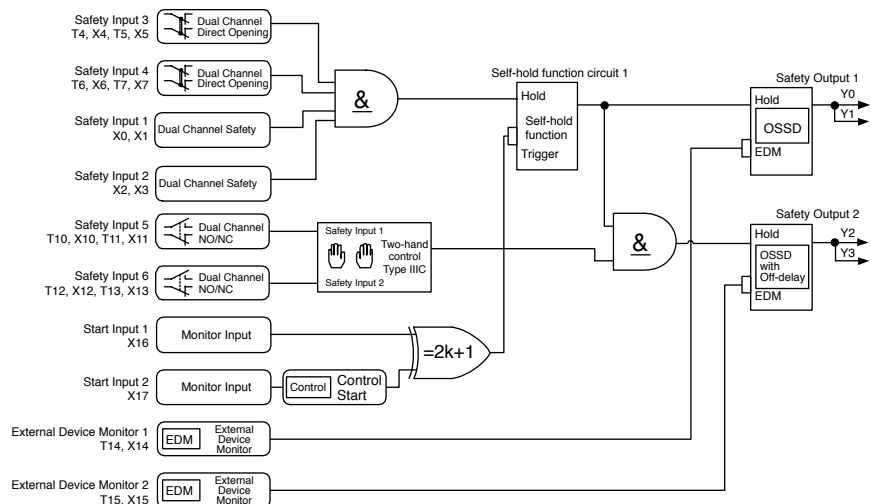 Safety Input 3
T4, X4, T5, X5
Dual Channel
Direct Opening
Safety Input 4
T6, X6, T7, X7
Dual Channel
Direct Opening
Safety Input 1
X0, X1
Dual Channel Safety
Safety Input 2
X2, X3
Dual Channel Safety
&
Self-hold function circuit 1
Hold
Self-hold
function
Trigger
Safety Output 1
Hold
OSSD
EDM
Y0
Y1
Safety Input 5
T10, X10, T11, X11
Dual Channel
NO/NC
Safety Input 6
T12, X12, T13, X13
Dual Channel
NO/NC
Safety Input 1
Two-hand
control
Type IIIC
Safety Input 2
&
Safety Output 2
Hold
OSSD
with
Off-delay
EDM
Y2
Y3
Start Input 1
X16
Monitor Input
Start Input 2
X17
Monitor Input
Control
Control
Start
=2k+1
External Device Monitor 1
T14, X14
EDM
External
Device
Monitor
External Device Monitor 2
T15, X15
EDM
External
Device
Monitor